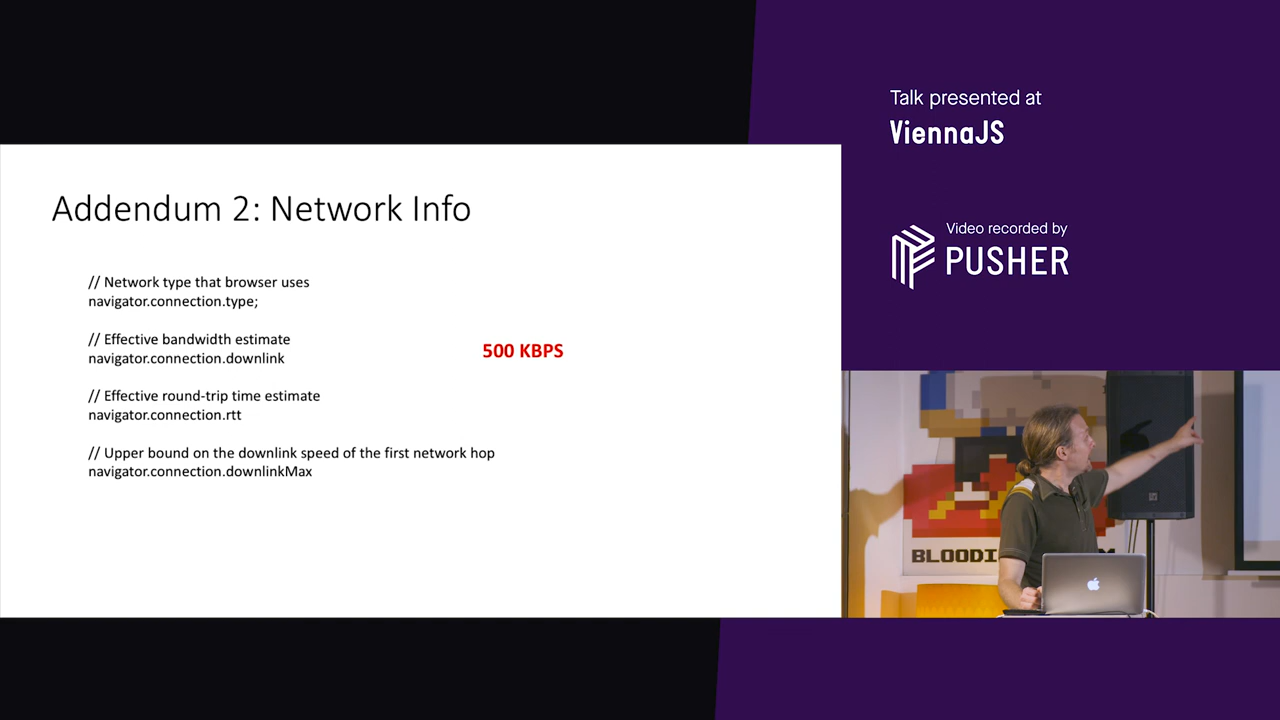 Talk presented at
ViennaJS
Video recorded by
PUSHER
Addendum 2: Network Info
// Network type that browser uses
navigator.connection.type;
// Effective bandwidth estimate
navigator.connection.downlink
500 KBPS
// Effective round-trip time estimate
navigator.connection.rtt
// Upper bound on the downlink speed of the first network hop
navigator.connection.downlinkMax
BLOODI
M